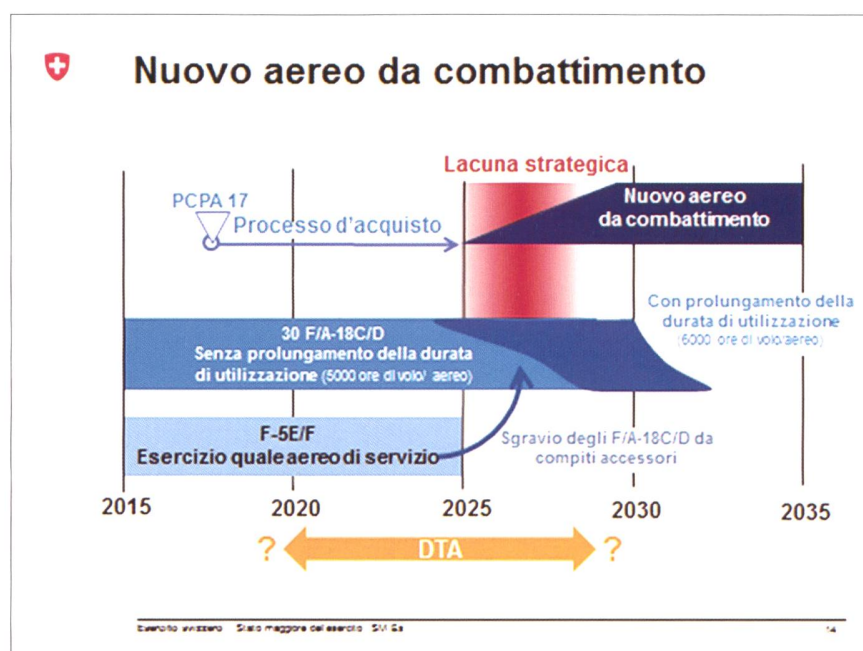 Nuovo aereo da combattimento
Lacuna strategica
PCPA 17
Processo d'acquisto
Nuovo aereo
da combattimento
Con prolungamento della
durata di utilizzazione
(6000 ore di volo/aereo)
30 F/A-18C/D
Senza prolungamento della durata
di utilizzazione (5000 ore di volo/ aereo)
F-5E/F
Esercizio quale aereo di servizio
Sgravio degli F/A-18C/D da
compiti accessori
2015 2020 2025 2030 2035
? DTA ?
Esercito svizzero Stato maggiore dell'esercito 14